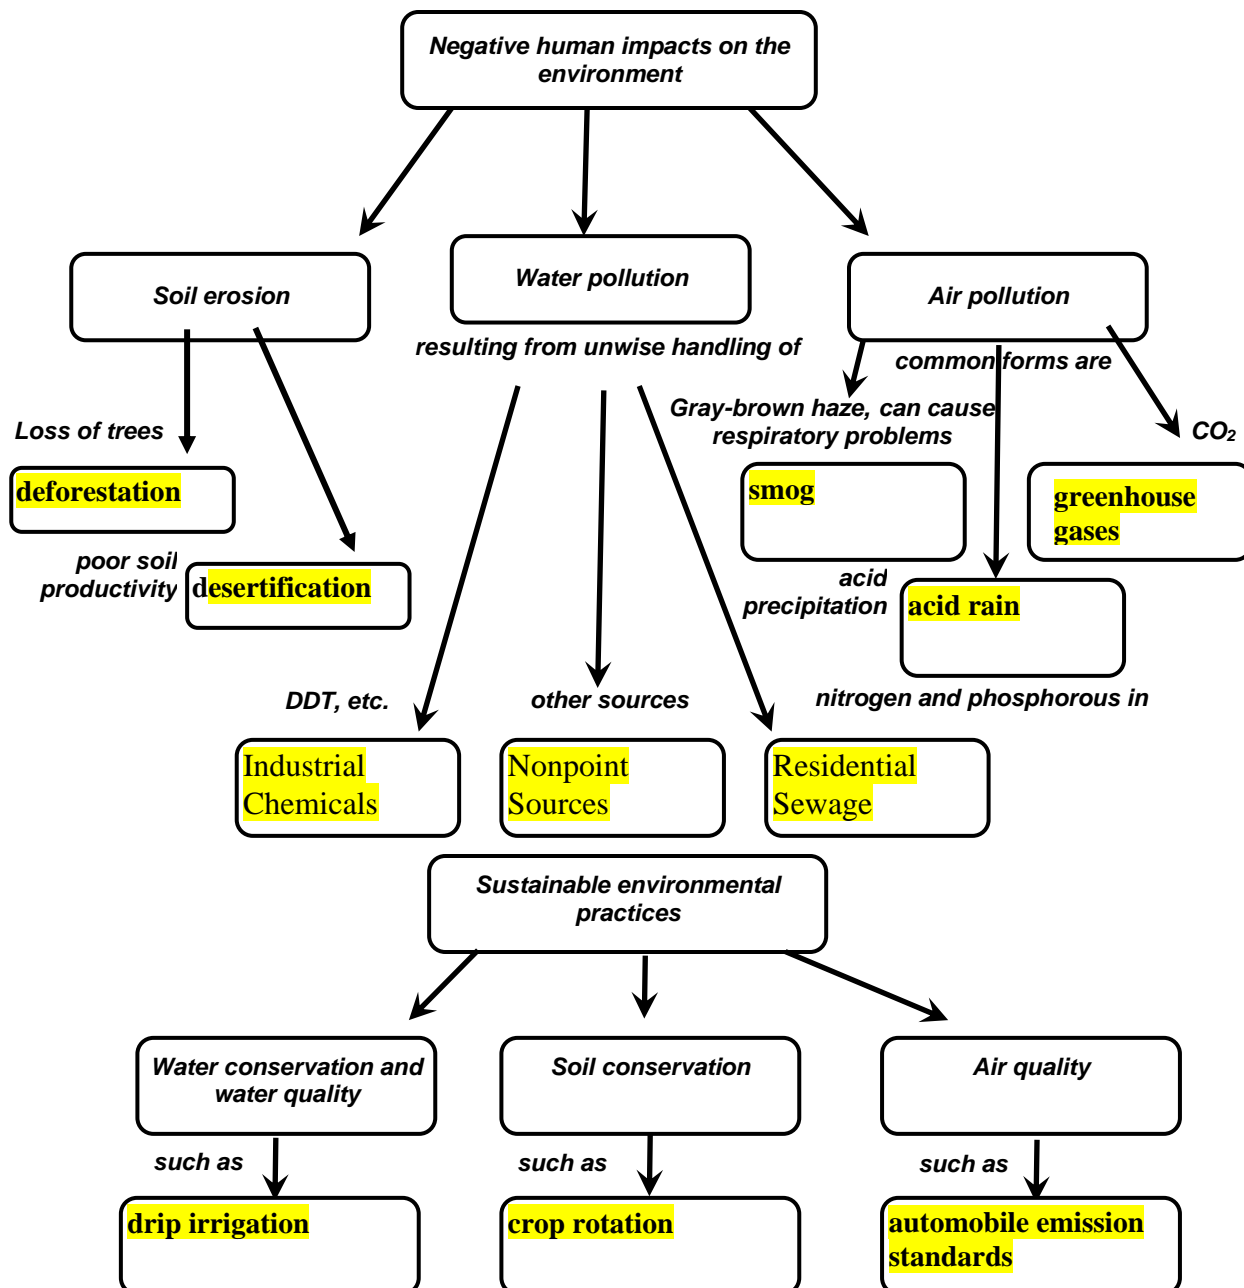 Negative human impacts on the
environment
Soil erosion
Water pollution
Air pollution
resulting from unwise handling of
common forms are
Gray-brown haze, can cause
respiratory problems
CO₂
Loss of trees
deforestation
smog
greenhouse
gases
poor soil
productivity
desertification
acid
precipitation
acid rain
DDT, etc.
other sources
nitrogen and phosphorous in
Industrial
Chemicals
Nonpoint
Sources
Residential
Sewage
Sustainable environmental
practices
Water conservation and
water quality
Soil conservation
Air quality
such as
such as
such as
drip irrigation
crop rotation
automobile emission
standards